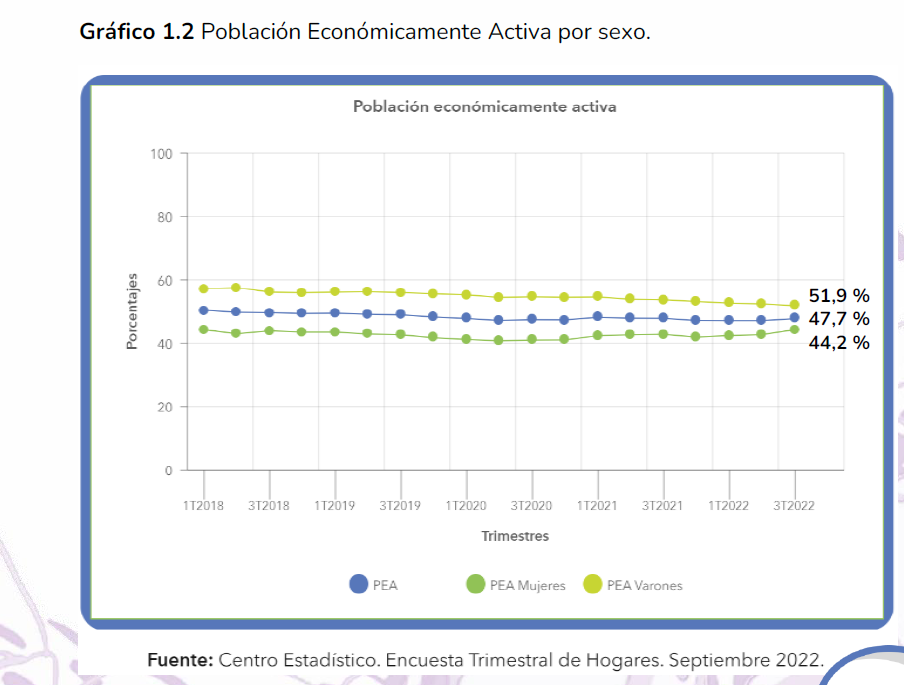 Gráfico 1.2 Población Económicamente Activa por sexo.
Población económicamente activa
Porcentajes
100
80
60
40
20
0
51,9 %
47,7 %
44,2 %
1T2018 3T2018 1T2019 3T2019 1T2020 3T2020 1T2021 3T2021 1T2022 3T2022
Trimestres
PEA PEA Mujeres PEA Varones
Fuente: Centro Estadístico. Encuesta Trimestral de Hogares. Septiembre 2022.